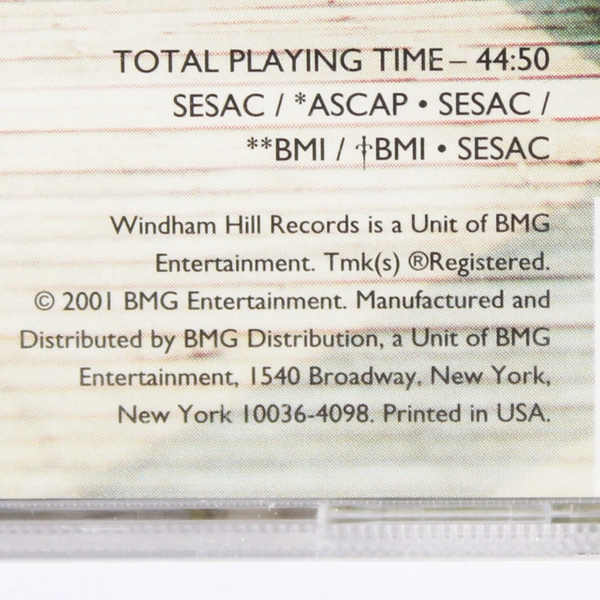 TOTAL PLAYING TIME – 44:50
SESAC / *ASCAP • SESAC /
**BMI / †BMI • SESAC
Windham Hill Records is a Unit of BMG
Entertainment. Tmk(s) ®Registered.
© 2001 BMG Entertainment. Manufactured and
Distributed by BMG Distribution, a Unit of BMG
Entertainment, 1540 Broadway, New York,
New York 10036-4098. Printed in USA.